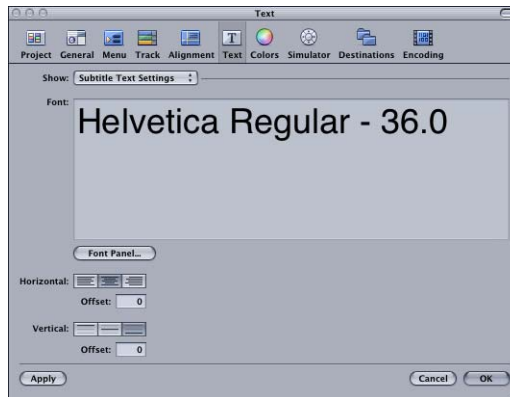 Text
Project General Menu Track Alignment Text Colors Simulator Destinations Encoding
Show: Subtitle Text Settings
Font:
Helvetica Regular - 36.0
Font Panel...
Horizontal:
Offset: 0
Vertical:
Offset: 0
Apply Cancel OK